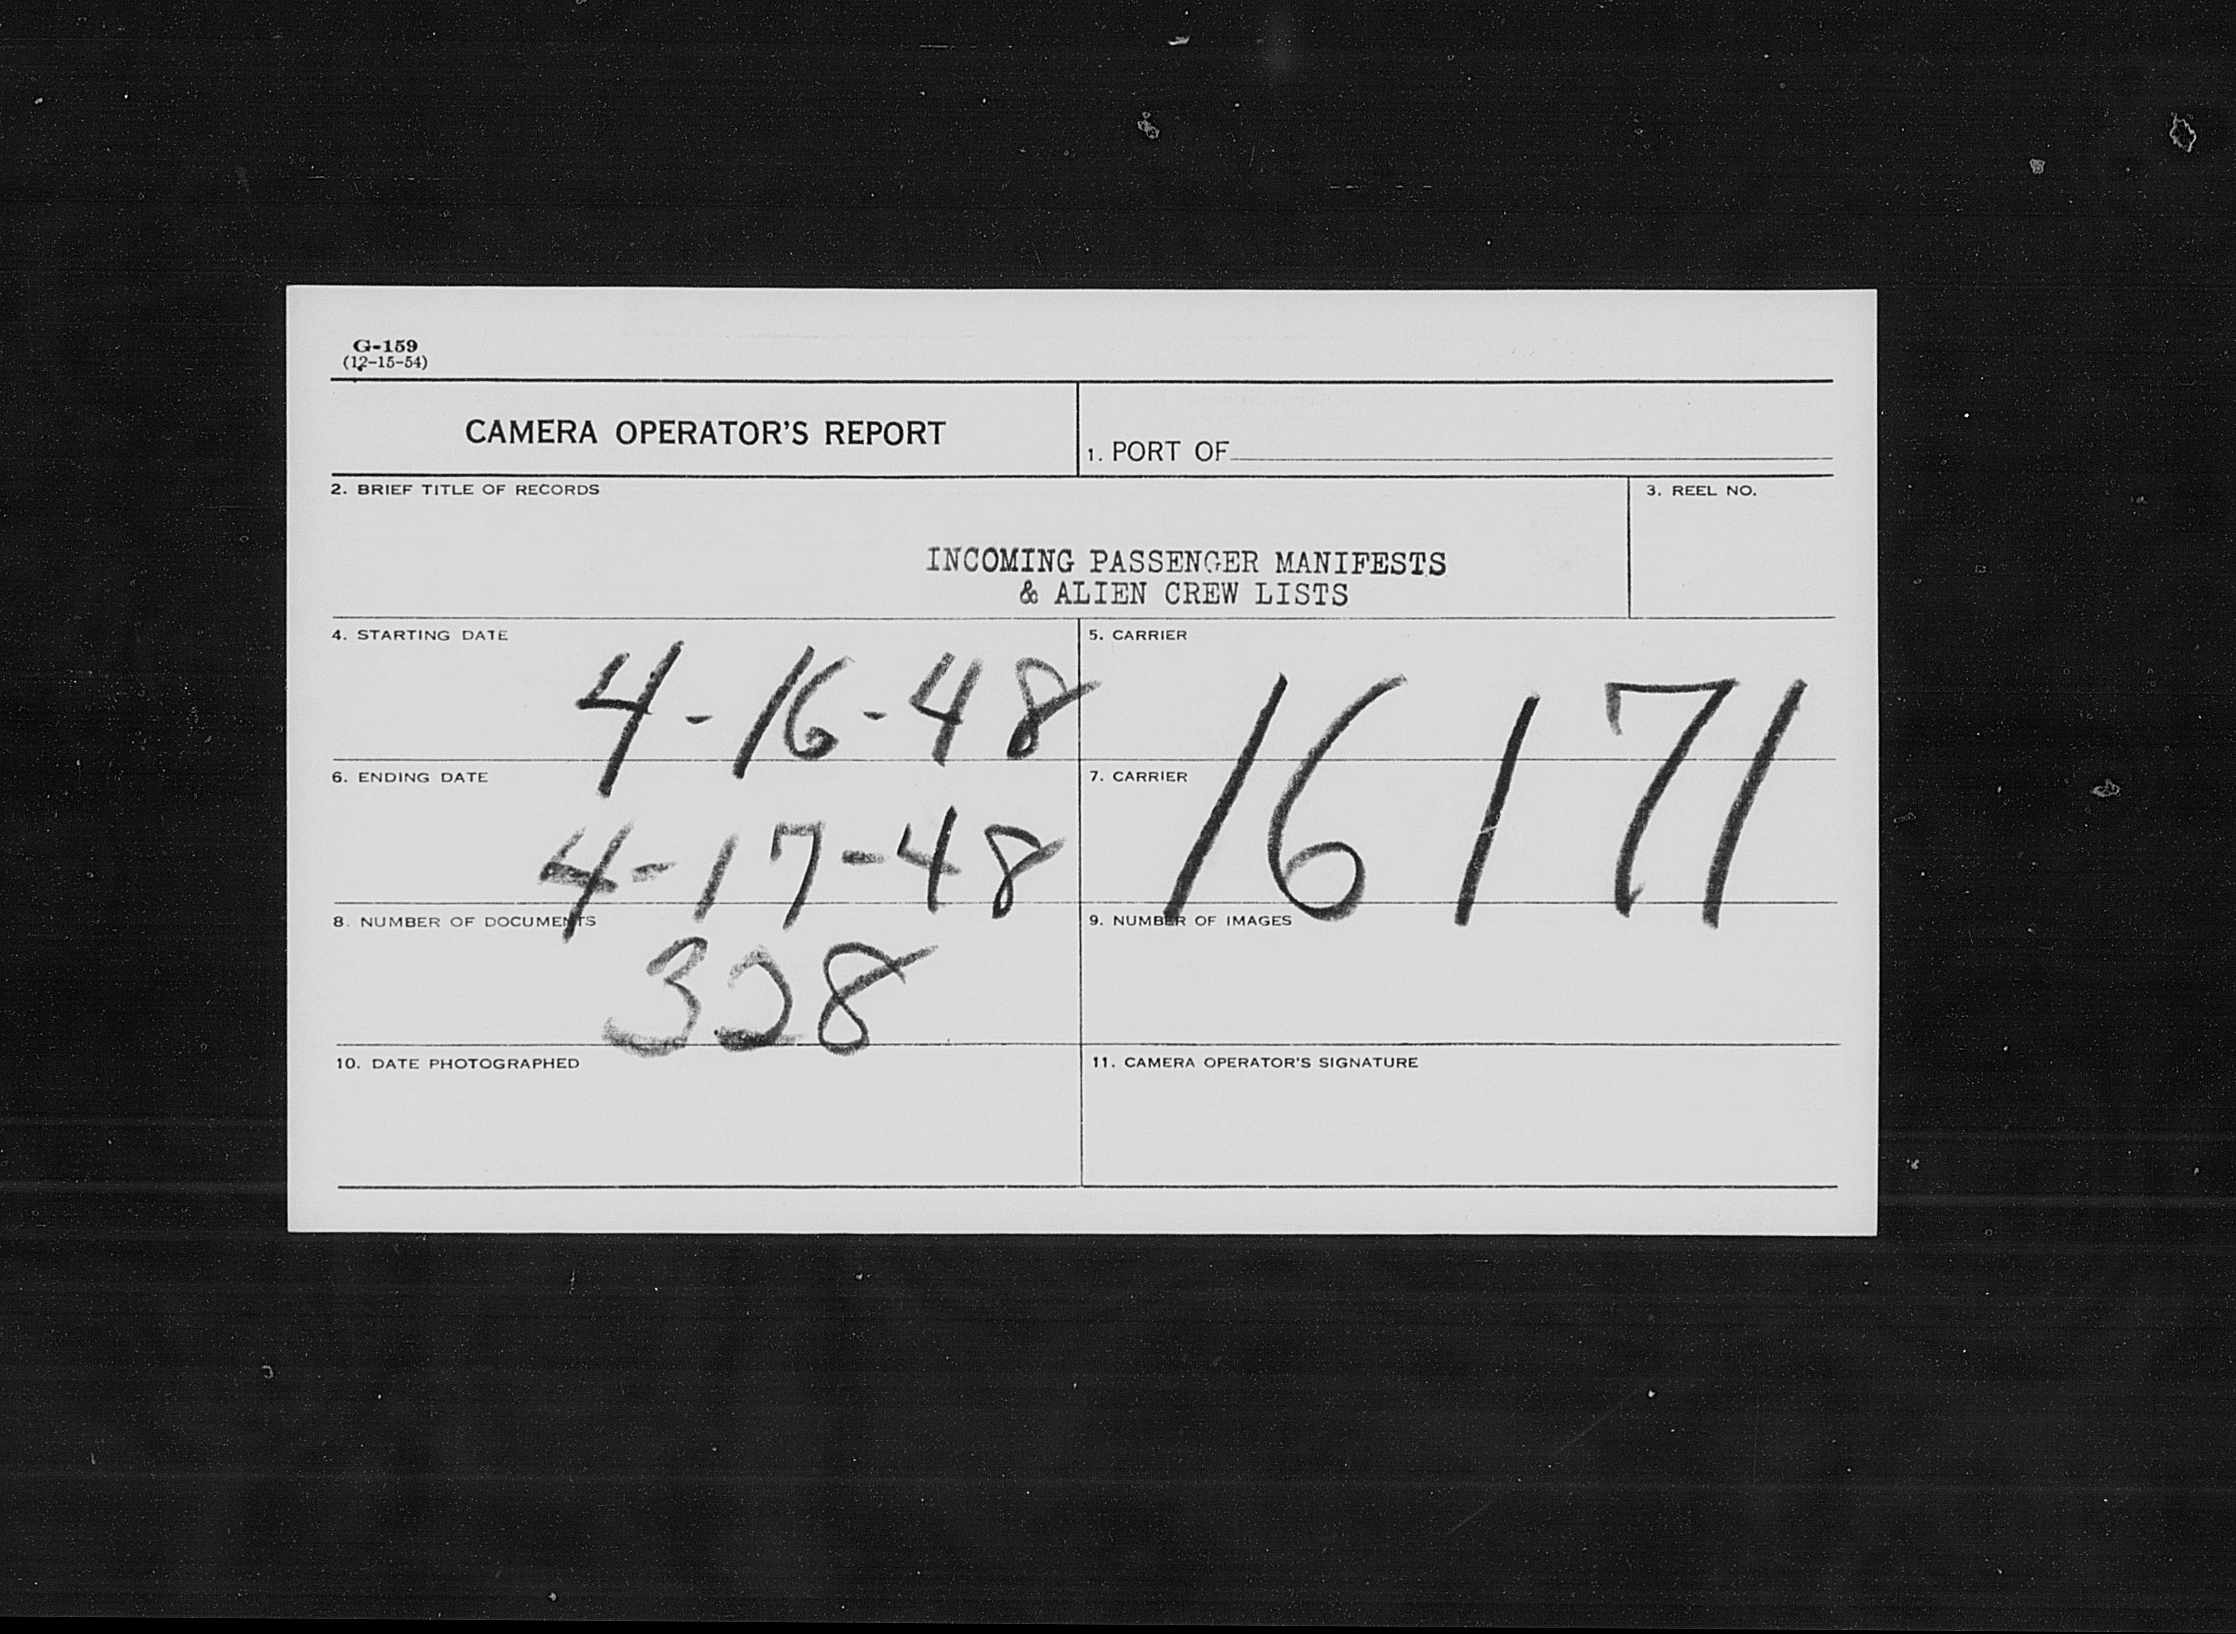 G-159
(12-15-54)
CAMERA OPERATOR'S REPORT
1. PORT OF
2. BRIEF TITLE OF RECORDS
3. REEL NO.
INCOMING PASSENGER MANIFESTS
& ALIEN CREW LISTS
4. STARTING DATE
4-16-48
5. CARRIER
16171
6. ENDING DATE
4-17-48
7. CARRIER
8. NUMBER OF DOCUMENTS
328
9. NUMBER OF IMAGES
10. DATE PHOTOGRAPHED
11. CAMERA OPERATOR'S SIGNATURE